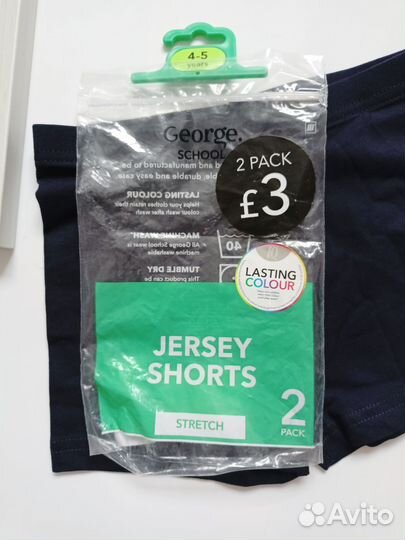 4-5
years
George.
SCHOOL
2 PACK
£3
and manufactured to be
durable and easy care
LASTING COLOUR
Helps your clothes retain their
colour wash after wash
MACHINE WASH
All George School wear is
machine washable
40
TUMBLE DRY
This product can be
LASTING
COLOUR
JERSEY
SHORTS
STRETCH
2
PACK
Avito